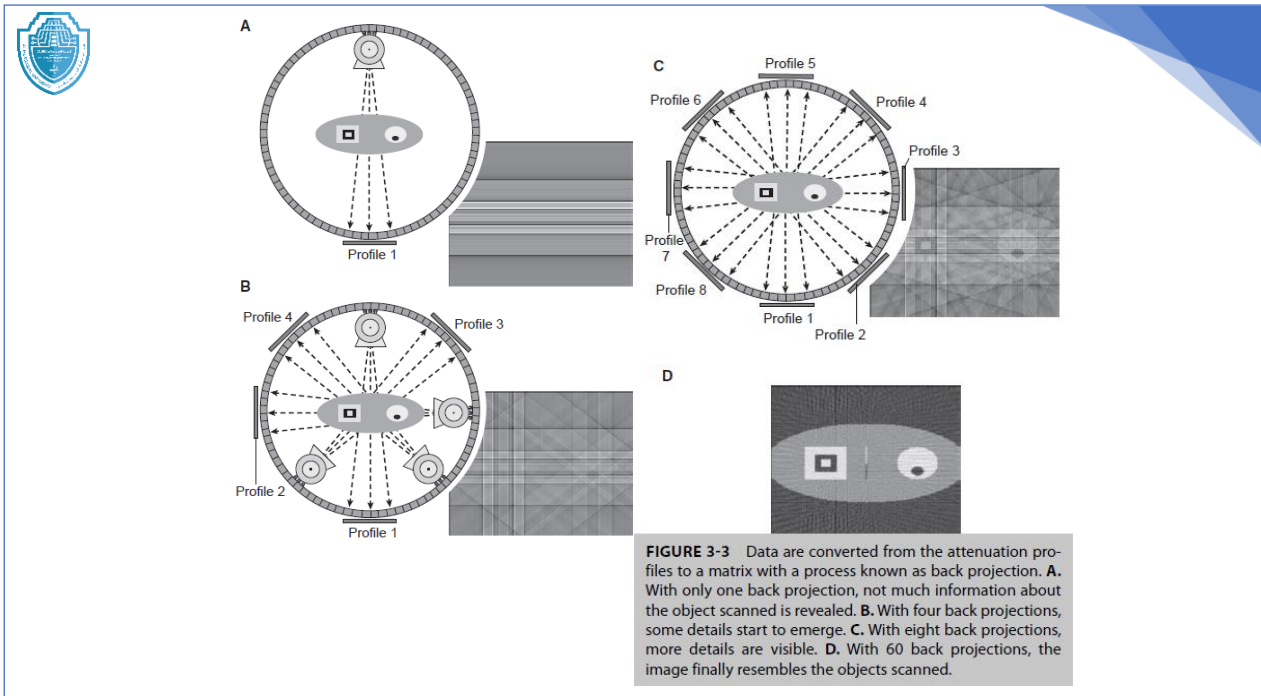 A
Profile 1
B
Profile 4
Profile 3
Profile 2
Profile 1
C
Profile 5
Profile 6
Profile 4
Profile 3
Profile
7
Profile 8
Profile 1
Profile 2
D
FIGURE 3-3 Data are converted from the attenuation pro-
files to a matrix with a process known as back projection. A.
With only one back projection, not much information about
the object scanned is revealed. B. With four back projections,
some details start to emerge. C. With eight back projections,
more details are visible. D. With 60 back projections, the
image finally resembles the objects scanned.